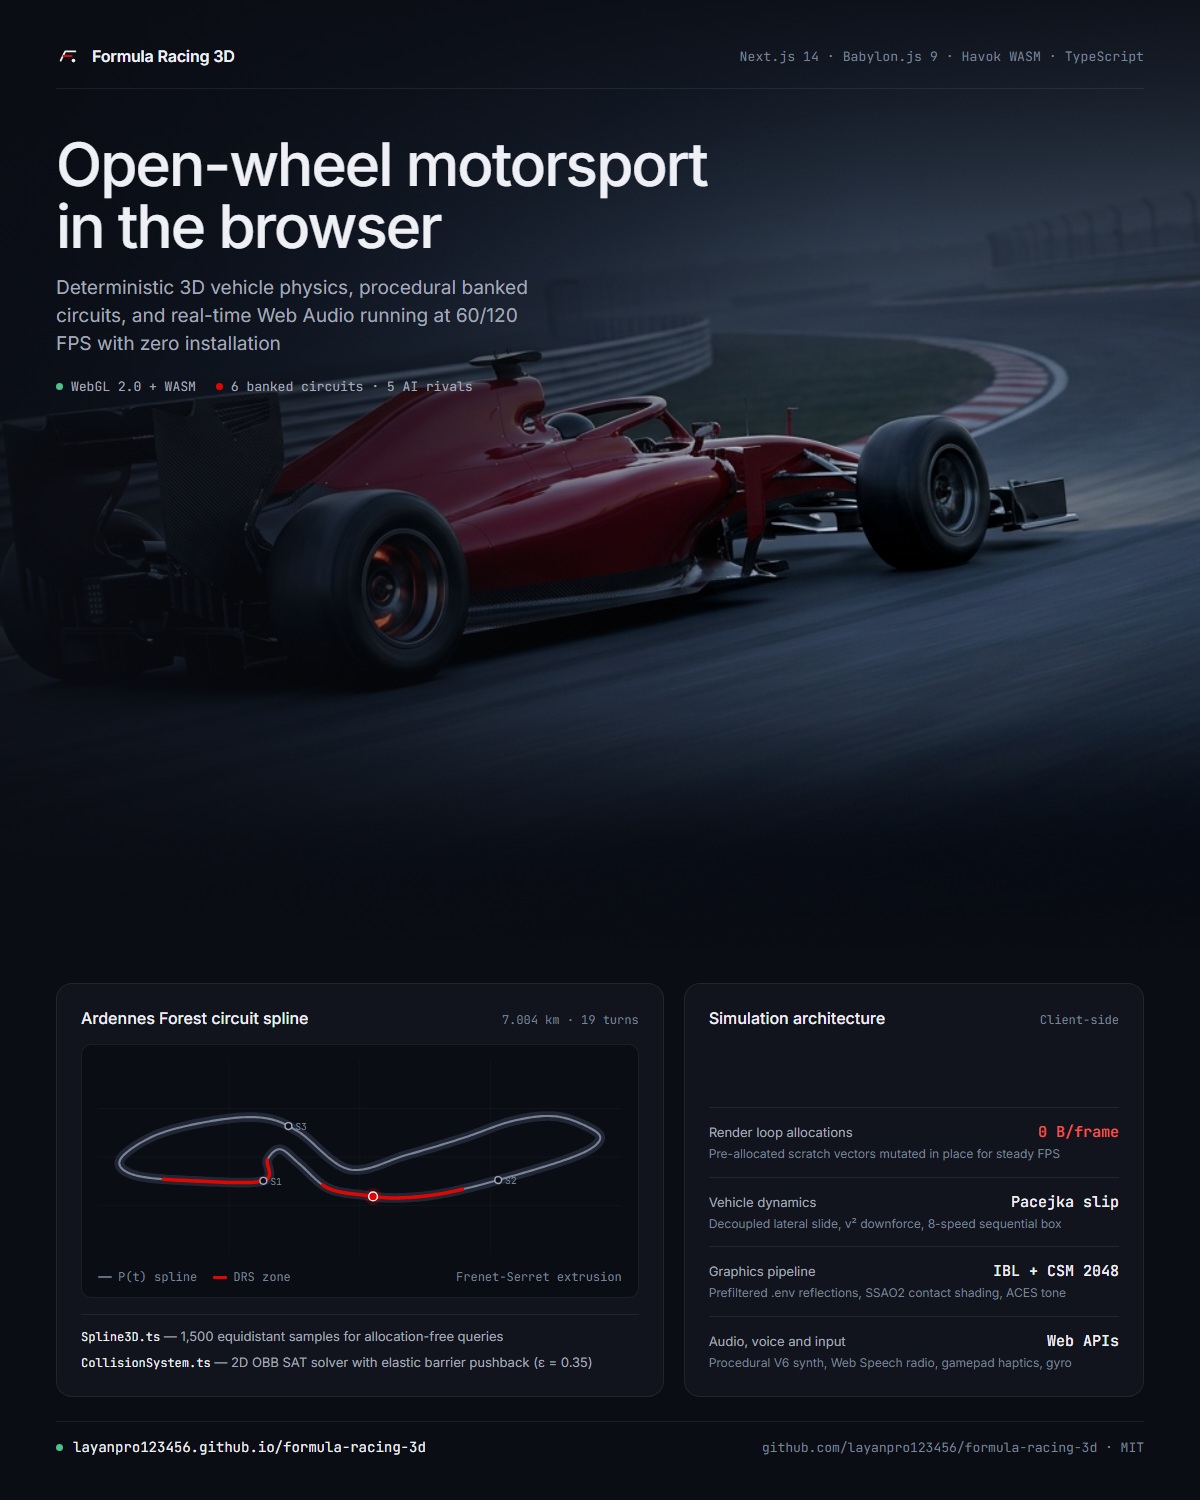 Formula Racing 3D
Next.js 14 · Babylon.js 9 · Havok WASM · TypeScript
Open-wheel motorsport
in the browser
Deterministic 3D vehicle physics, procedural banked
circuits, and real-time Web Audio running at 60/120
FPS with zero installation
WebGL 2.0 + WASM
6 banked circuits · 5 AI rivals
Ardennes Forest circuit spline
7.004 km · 19 turns
S3
S1
S2
P(t) spline
DRS zone
Frenet-Serret extrusion
Spline3D.ts — 1,500 equidistant samples for allocation-free queries
CollisionSystem.ts — 2D OBB SAT solver with elastic barrier pushback (ε = 0.35)
Simulation architecture
Client-side
Render loop allocations
0 B/frame
Pre-allocated scratch vectors mutated in place for steady FPS
Vehicle dynamics
Pacejka slip
Decoupled lateral slide, v² downforce, 8-speed sequential box
Graphics pipeline
IBL + CSM 2048
Prefiltered .env reflections, SSAO2 contact shading, ACES tone
Audio, voice and input
Web APIs
Procedural V6 synth, Web Speech radio, gamepad haptics, gyro
layanpro123456.github.io/formula-racing-3d
github.com/layanpro123456/formula-racing-3d · MIT